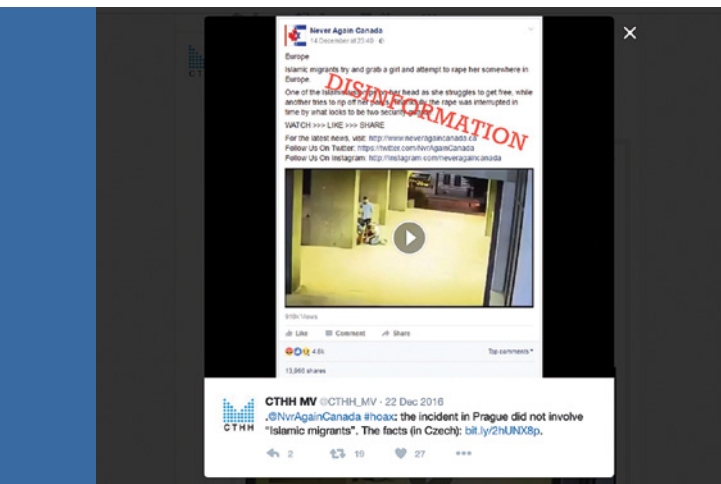 Never Again Canada
14 December at 23:49
Europe
Islamic migrants try and grab a girl and attempt to rape her somewhere in
Europe.
One of the Islamic on her head as she struggles to get free, while
another tries to rip off her the rape was interrupted in
time by what looks to be two security
DISINFORMATION
WATCH >>> LIKE >>> SHARE
For the latest news, visit: http://www.neveragaincanada.ca
Follow Us On Twitter: https://twitter.com/NvrAgainCanada
Follow Us On Instagram: http://instagram.com/neveragaincanada
Views
Like Comment Share
4.8k Top comments
13,968 shares
CTHH MV @CTHH_MV · 22 Dec 2016
.@NvrAgainCanada #hoax: the incident in Prague did not involve
"Islamic migrants". The facts (in Czech): bit.ly/2hUNX8p.
CTHH
2 19 27